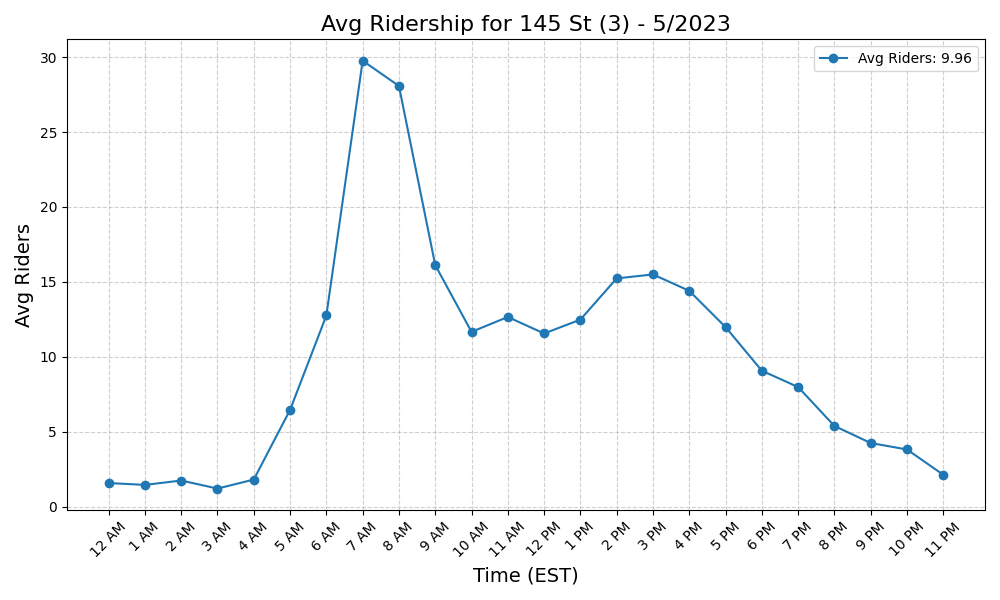 Avg Ridership for 145 St (3) - 5/2023
Avg Riders: 9.96
Avg Riders
30
25
20
15
10
5
0
12 AM
1 AM
2 AM
3 AM
4 AM
5 AM
6 AM
7 AM
8 AM
9 AM
10 AM
11 AM
12 PM
1 PM
2 PM
3 PM
4 PM
5 PM
6 PM
7 PM
8 PM
9 PM
10 PM
11 PM
Time (EST)